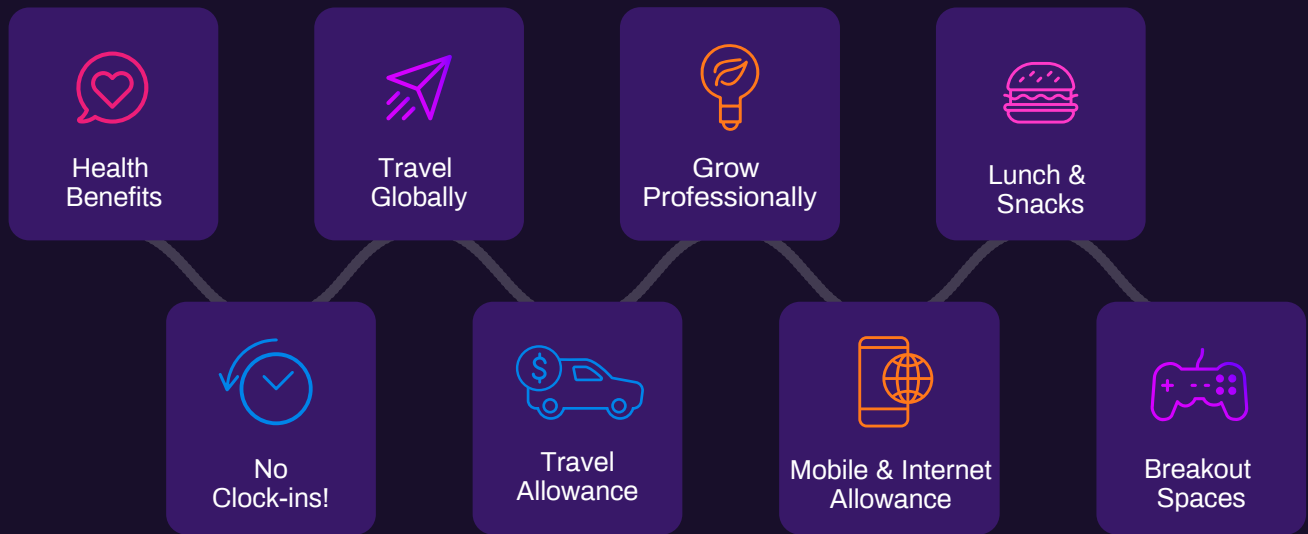 Health
Benefits
No
Clock-ins!
Travel
Globally
$
Travel
Allowance
Grow
Professionally
Mobile & Internet
Allowance
Lunch &
Snacks
Breakout
Spaces